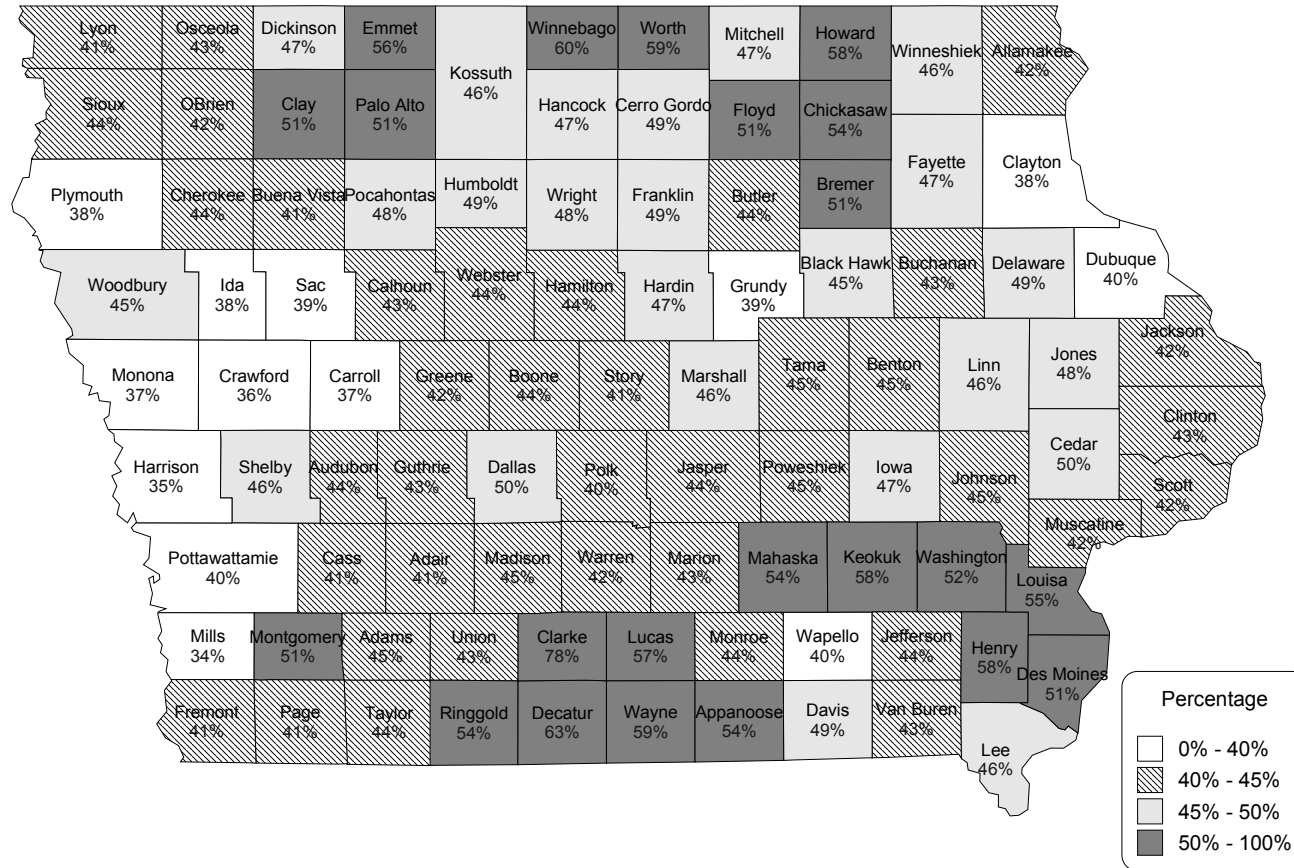 Lyon
41%
Osceola
43%
Dickinson
47%
Emmet
56%
Kossuth
46%
Winnebago
60%
Worth
59%
Mitchell
47%
Howard
58%
Winneshiek
46%
Allamakee
42%
Sioux
44%
OBrien
42%
Clay
51%
Palo Alto
51%
Hancock
47%
Cerro Gordo
49%
Floyd
51%
Chickasaw
54%
Fayette
47%
Clayton
38%
Plymouth
38%
Cherokee
44%
Buena Vista
41%
Pocahontas
48%
Humboldt
49%
Wright
48%
Franklin
49%
Butler
44%
Bremer
51%
Woodbury
45%
Ida
38%
Sac
39%
Calhoun
43%
Webster
44%
Hamilton
44%
Hardin
47%
Grundy
39%
Black Hawk
45%
Buchanan
43%
Delaware
49%
Dubuque
40%
Monona
37%
Crawford
36%
Carroll
37%
Greene
42%
Boone
44%
Story
41%
Marshall
46%
Tama
45%
Benton
45%
Linn
46%
Jones
48%
Jackson
42%
Clinton
43%
Harrison
35%
Shelby
46%
Audubon
44%
Guthrie
43%
Dallas
50%
Polk
40%
Jasper
44%
Poweshiek
45%
Iowa
47%
Johnson
45%
Cedar
50%
Scott
42%
Muscatine
42%
Pottawattamie
40%
Cass
41%
Adair
41%
Madison
45%
Warren
42%
Marion
43%
Mahaska
54%
Keokuk
58%
Washington
52%
Louisa
55%
Mills
34%
Montgomery
51%
Adams
45%
Union
43%
Clarke
78%
Lucas
57%
Monroe
44%
Wapello
40%
Jefferson
44%
Henry
58%
Des Moines
51%
Fremont
41%
Page
41%
Taylor
44%
Ringgold
54%
Decatur
63%
Wayne
59%
Appanoose
54%
Davis
49%
Van Buren
43%
Lee
46%
Percentage
0% - 40%
40% - 45%
45% - 50%
50% - 100%